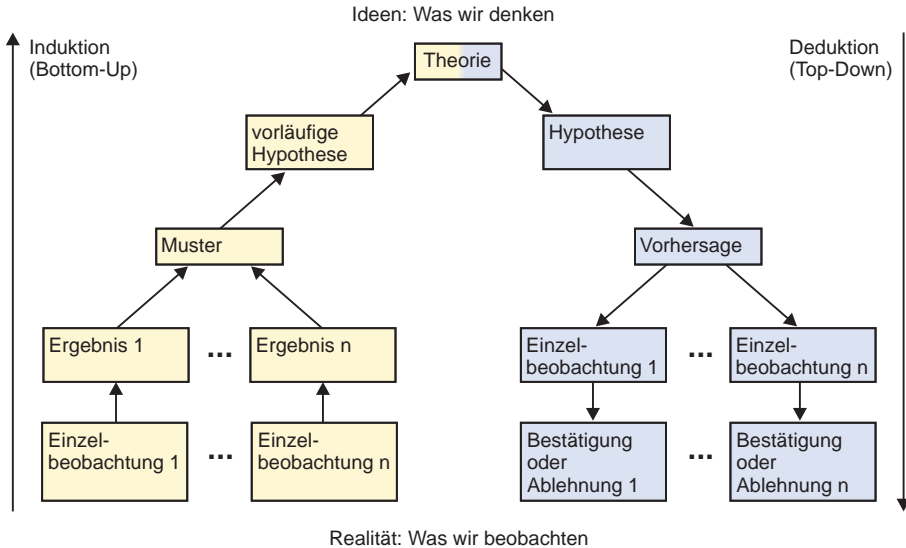 Ideen: Was wir denken
Induktion
(Bottom-Up)
Theorie
Deduktion
(Top-Down)
vorläufige
Hypothese
Hypothese
Muster
Vorhersage
Ergebnis 1
...
Ergebnis n
Einzel-
beobachtung 1
...
Einzel-
beobachtung n
Einzel-
beobachtung 1
...
Einzel-
beobachtung n
Bestätigung
oder
Ablehnung 1
...
Bestätigung
oder
Ablehnung n
Realität: Was wir beobachten